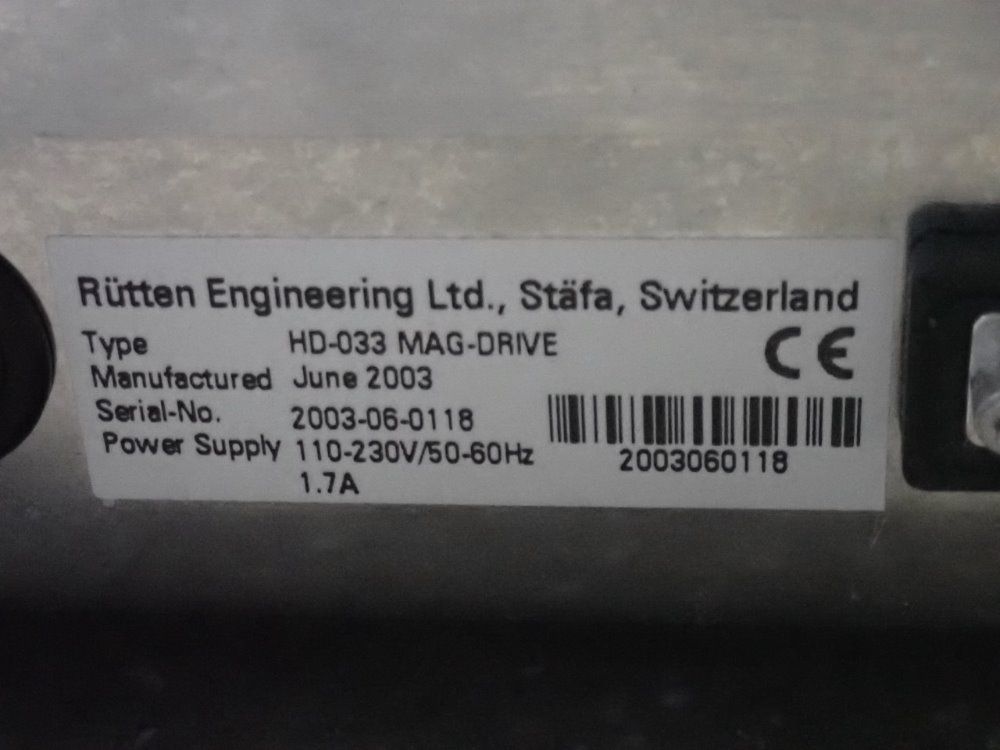 Rütten Engineering Ltd., Stäfa, Switzerland
Type HD-033 MAG-DRIVE
CE
Manufactured June 2003
Serial-No. 2003-06-0118
Power Supply 110-230V/50-60Hz
1.7A
2003060118